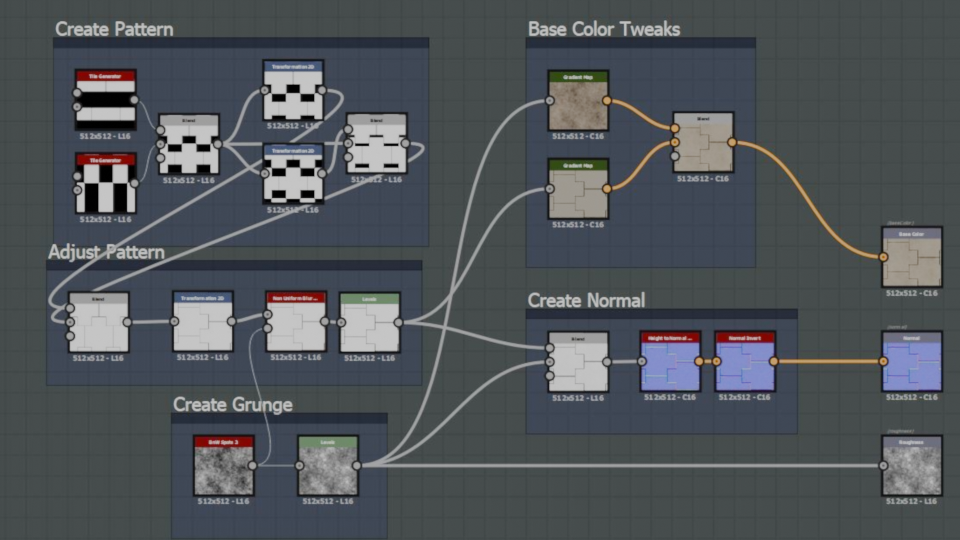 Create Pattern
Tile Generator
512x512 - L16
Tile Generator
512x512 - L16
Blend
512x512 - L16
Transformation 2D
512x512 - L16
Transformation 2D
512x512 - L16
Blend
512x512 - L16
Adjust Pattern
Blend
512x512 - L16
Transformation 2D
512x512 - L16
Non Uniform Blur ...
512x512 - L16
Levels
512x512 - L16
Create Grunge
BnW Spots 3
512x512 - L16
Levels
512x512 - L16
Base Color Tweaks
Gradient Map
512x512 - C16
Gradient Map
512x512 - C16
Blend
512x512 - C16
Create Normal
Blend
512x512 - L16
Height to Normal ...
512x512 - C16
Normal Invert
512x512 - C16
Base Color
512x512 - C16
(normal)
Normal
512x512 - C16
(roughness)
Roughness
512x512 - L16